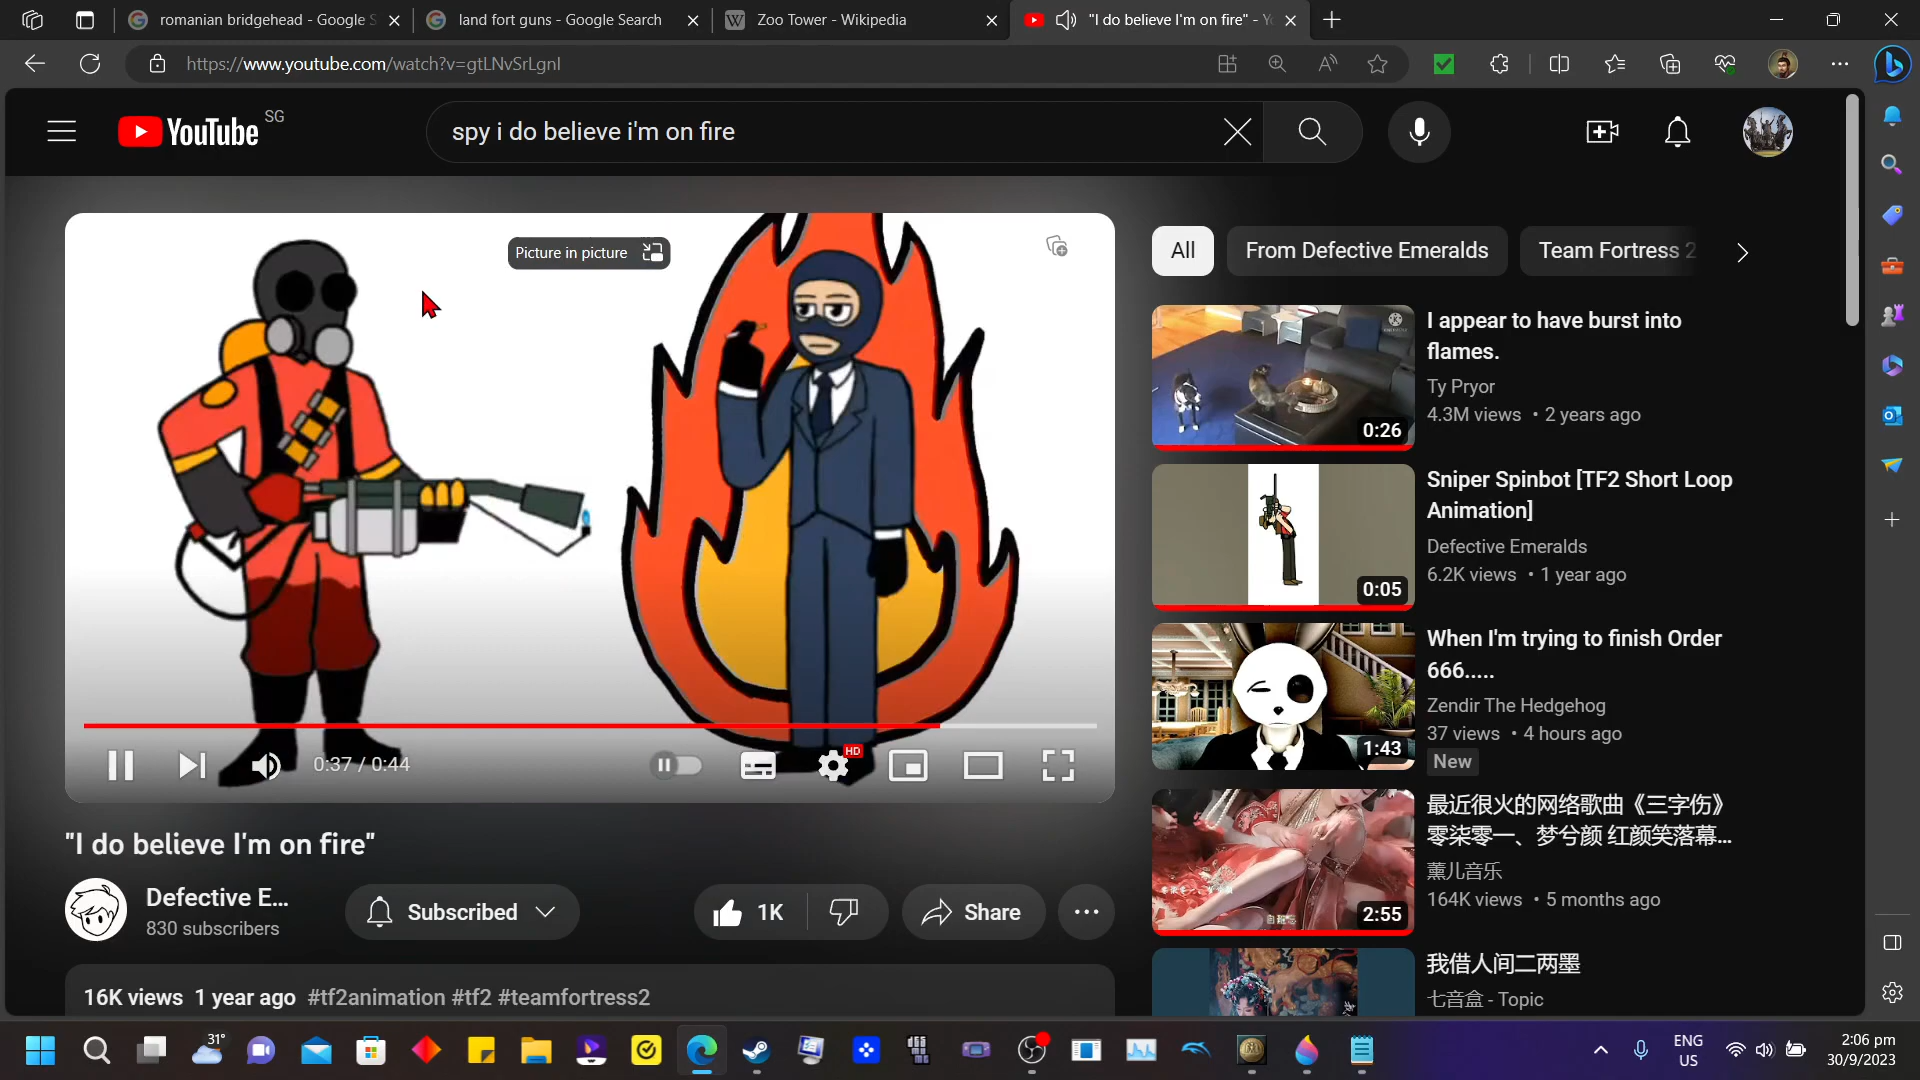 romanian bridgehead - Google S
land fort guns - Google Search
Zoo Tower - Wikipedia
"I do believe I'm on fire" - Yo
https://www.youtube.com/watch?v=gtLNvSrLgnI
YouTube SG
spy i do believe i'm on fire
Picture in picture
All
From Defective Emeralds
Team Fortress 2
I appear to have burst into
flames.
Ty Pryor
4.3M views • 2 years ago
0:26
Sniper Spinbot [TF2 Short Loop
Animation]
Defective Emeralds
6.2K views • 1 year ago
0:05
When I'm trying to finish Order
666.....
Zendir The Hedgehog
37 views • 4 hours ago
1:43
New
最近很火的网络歌曲《三字伤》
零柒零一、梦兮颜 红颜笑落幕...
薰儿音乐
164K views • 5 months ago
2:55
我借人间二两墨
七音盒 - Topic
0:37 / 0:44
HD
"I do believe I'm on fire"
Defective E...
830 subscribers
Subscribed
1K
Share
16K views 1 year ago #tf2animation #tf2 #teamfortress2
31°
ENG
US
2:06 pm
30/9/2023